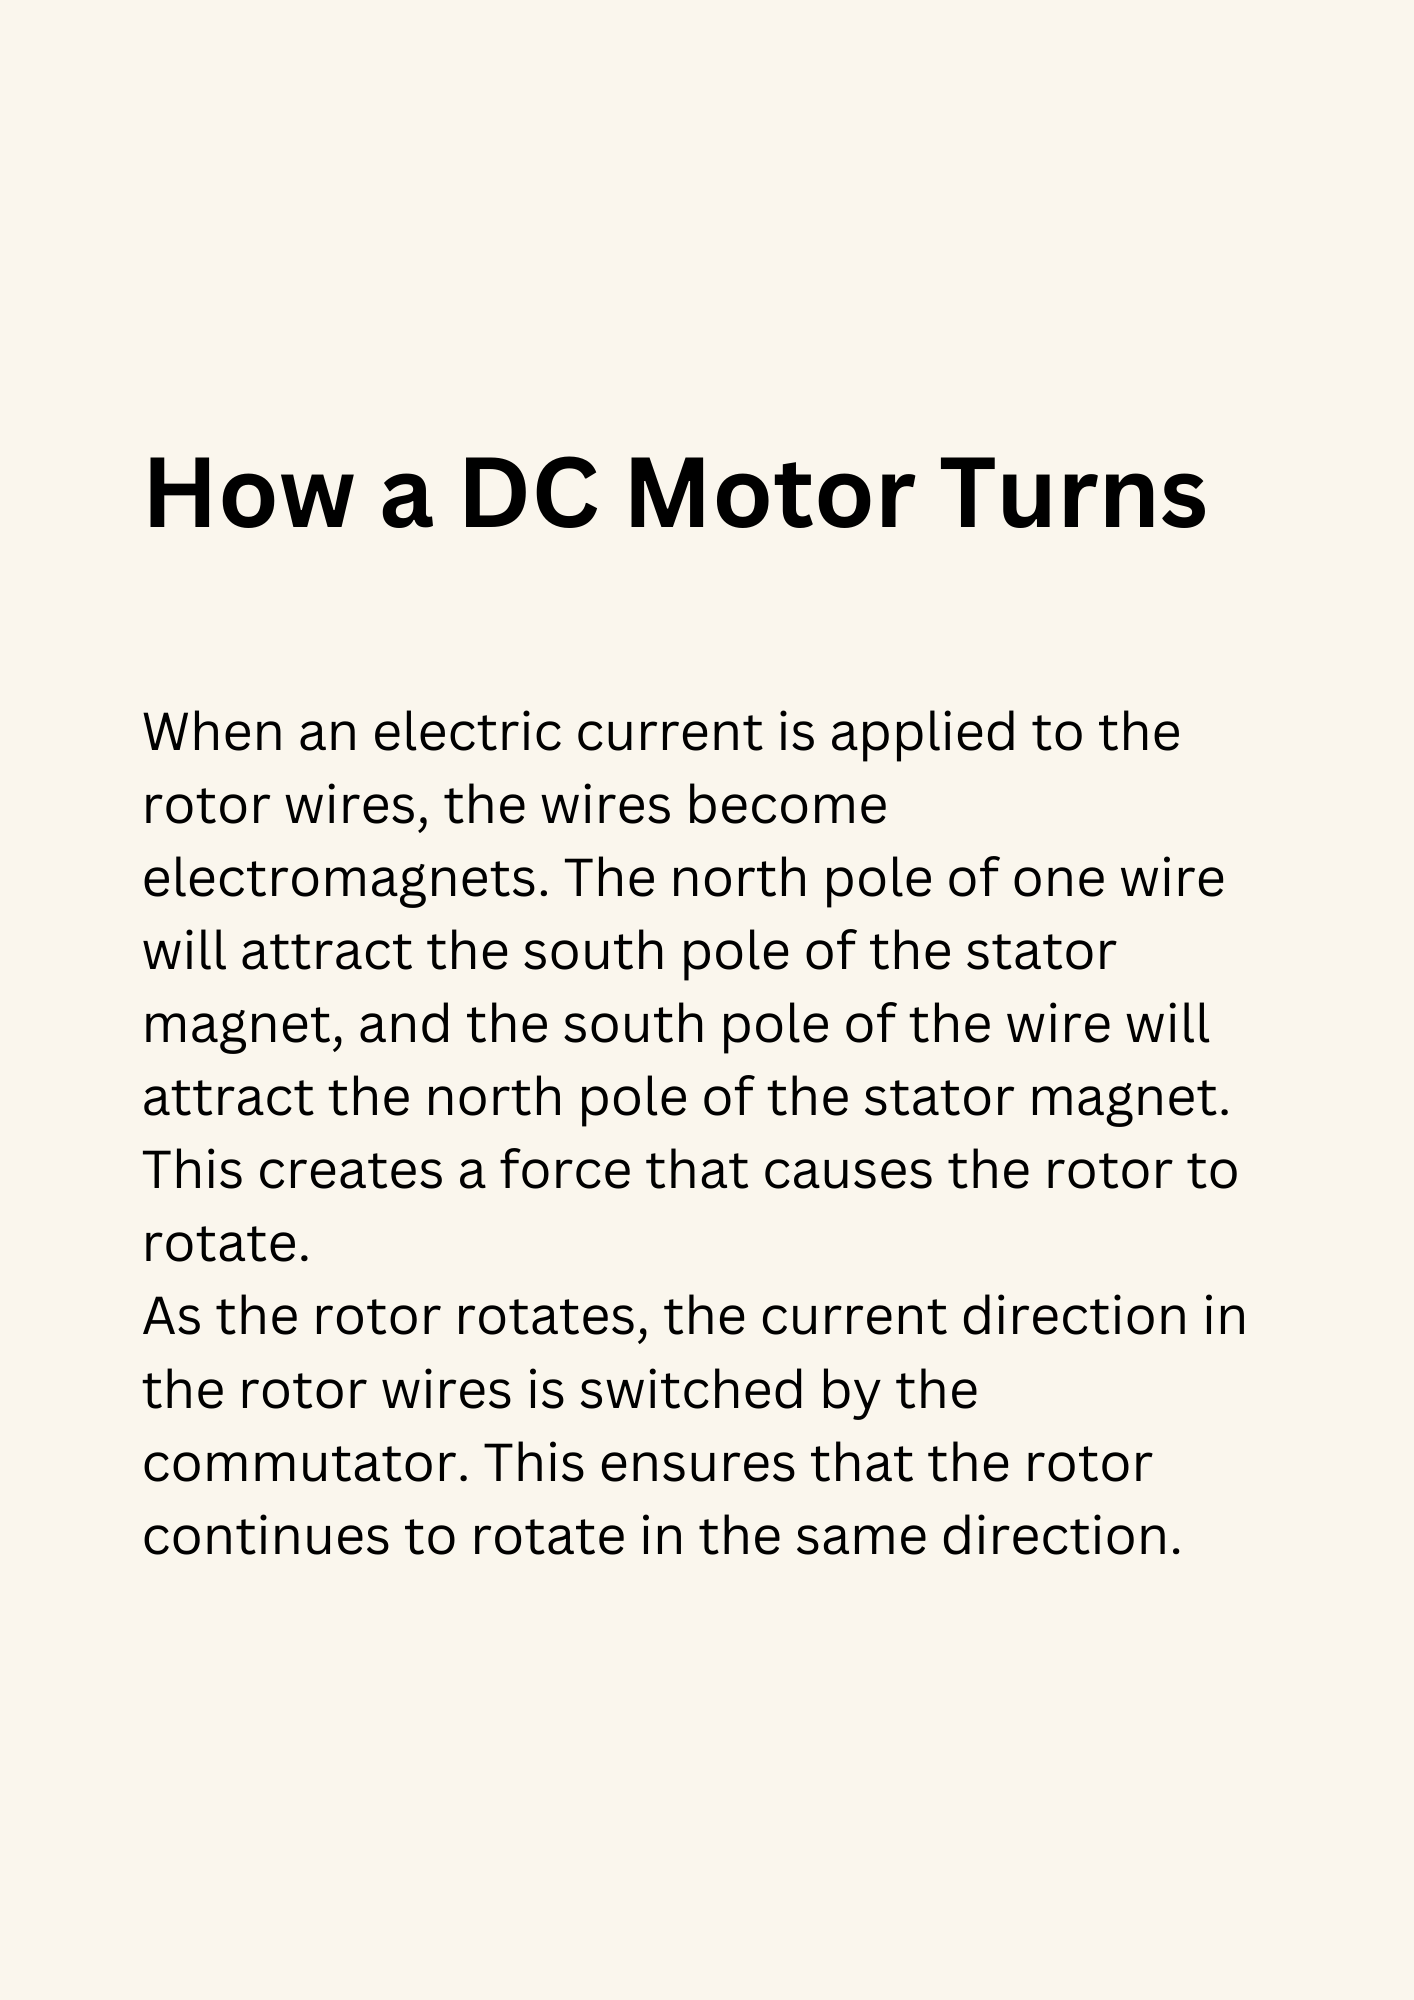 How a DC Motor Turns
When an electric current is applied to the
rotor wires, the wires become
electromagnets. The north pole of one wire
will attract the south pole of the stator
magnet, and the south pole of the wire will
attract the north pole of the stator magnet.
This creates a force that causes the rotor to
rotate.
As the rotor rotates, the current direction in
the rotor wires is switched by the
commutator. This ensures that the rotor
continues to rotate in the same direction.